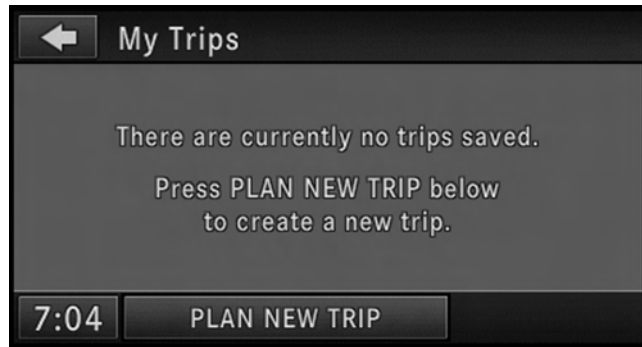 My Trips
There are currently no trips saved.
Press PLAN NEW TRIP below
to create a new trip.
7:04
PLAN NEW TRIP